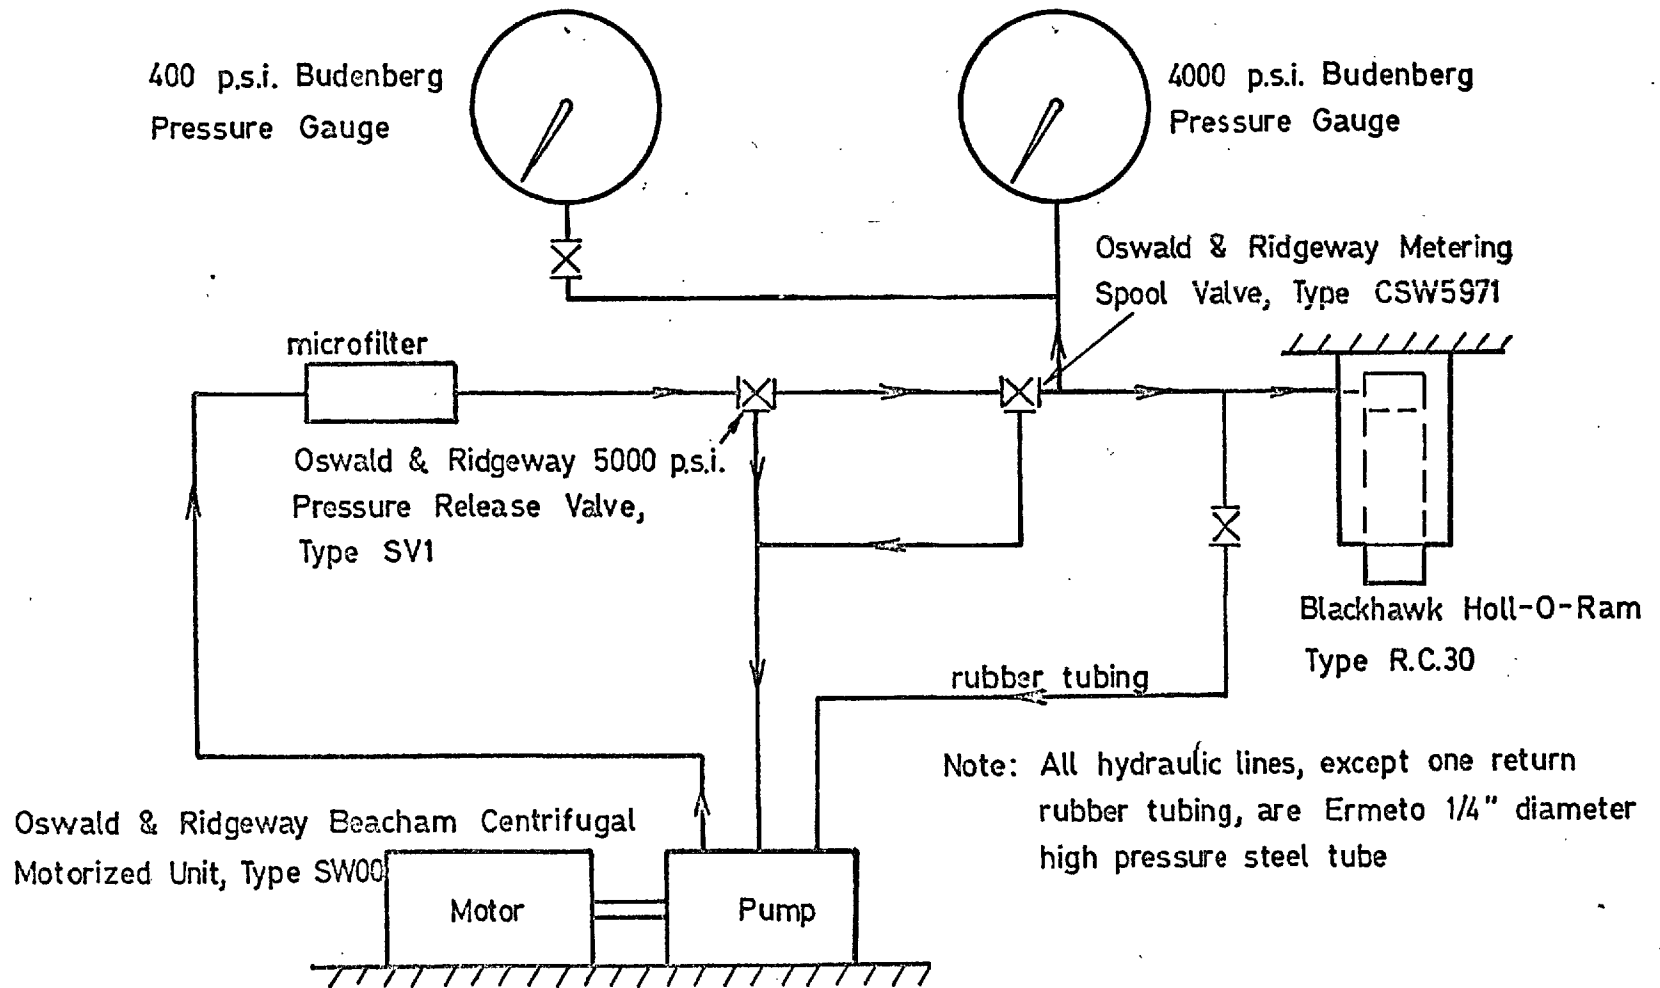 400 p.s.i. Budenberg
Pressure Gauge
4000 p.s.i. Budenberg
Pressure Gauge
Oswald & Ridgeway Metering
Spool Valve, Type CSW5971
microfilter
Oswald & Ridgeway 5000 p.s.i.
Pressure Release Valve,
Type SV1
Blackhawk Holl-O-Ram
Type R.C.30
rubber tubing
Note: All hydraulic lines, except one return
rubber tubing, are Ermeto 1/4" diameter
high pressure steel tube
Oswald & Ridgeway Beacham Centrifugal
Motorized Unit, Type SW00
Motor
Pump